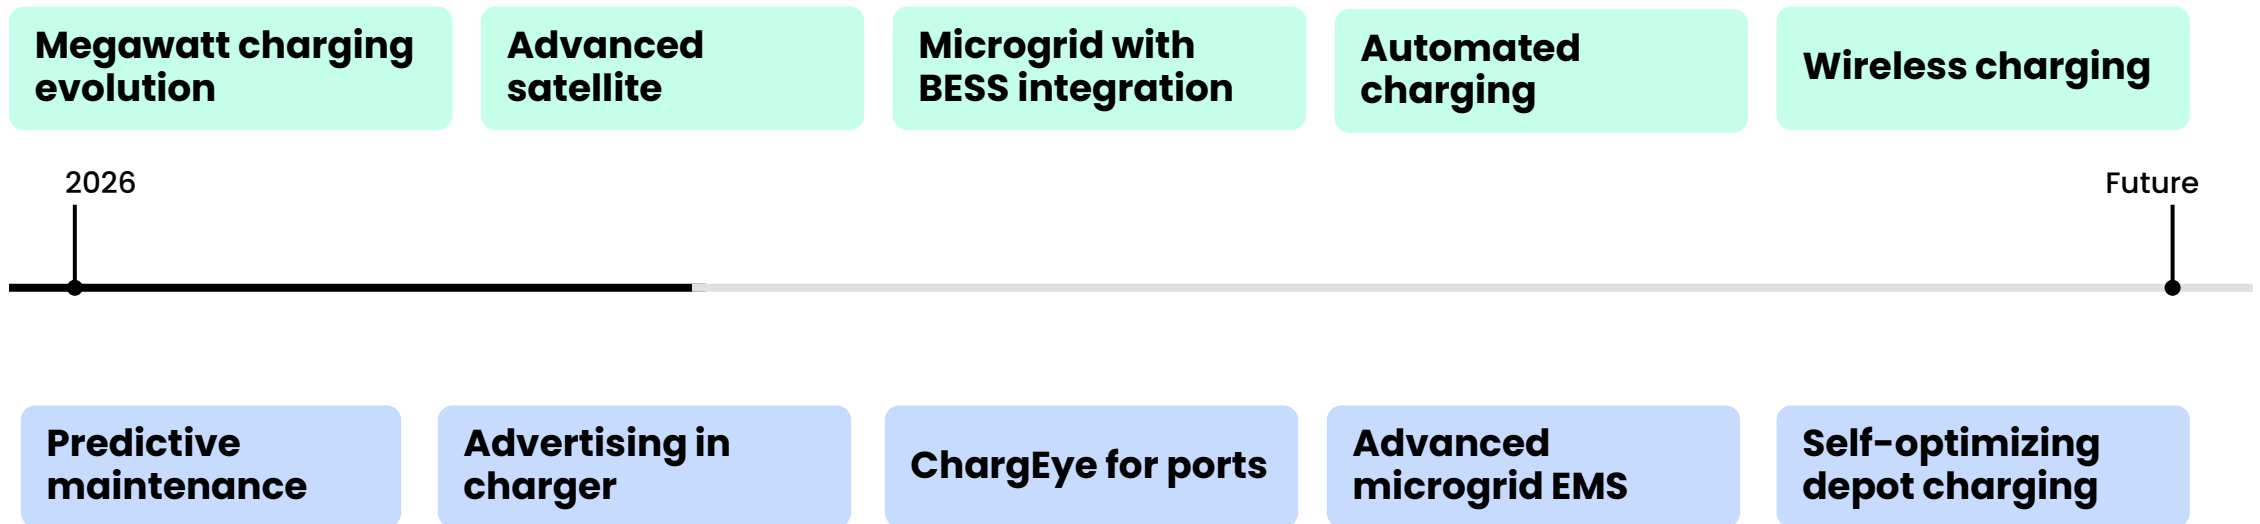 Megawatt charging
evolution
Advanced
satellite
Microgrid with
BESS integration
Automated
charging
Wireless charging
2026
Future
Predictive
maintenance
Advertising in
charger
ChargEye for ports
Advanced
microgrid EMS
Self-optimizing
depot charging